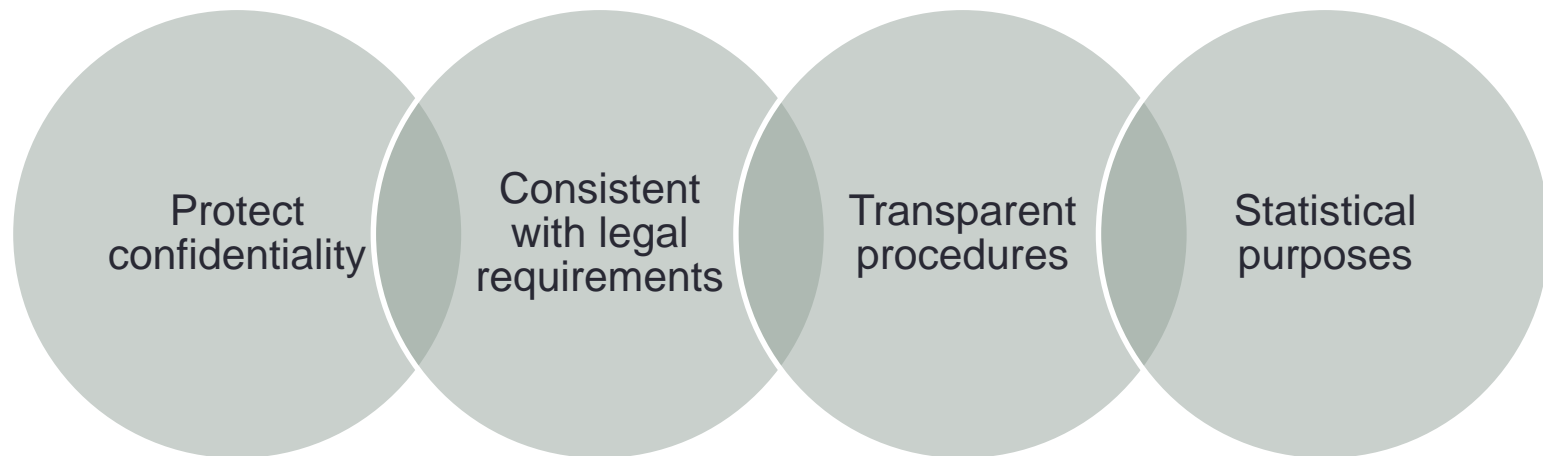 Protect
confidentiality
Consistent
with legal
requirements
Transparent
procedures
Statistical
purposes